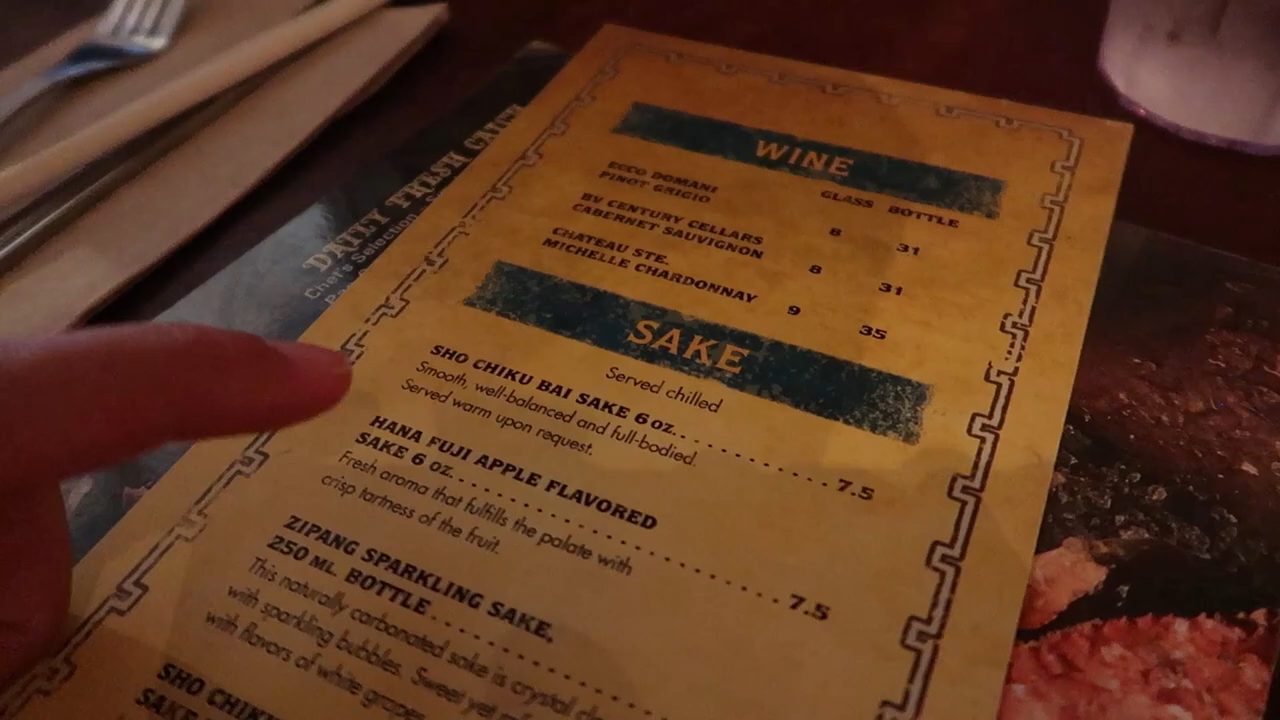 DAILY FRESH CATCH
Chef's Selection
WINE
GLASS BOTTLE
ECCO DOMANI
PINOT GRIGIO 8 31
BV CENTURY CELLARS
CABERNET SAUVIGNON 8 31
CHATEAU STE.
MICHELLE CHARDONNAY 9 35
SAKE
Served chilled
SHO CHIKU BAI SAKE 6 oz. . . . . . . . . . . . . . 7.5
Smooth, well-balanced and full-bodied.
Served warm upon request.
HANA FUJI APPLE FLAVORED
SAKE 6 oz. . . . . . . . . . . . . . . . . . . . . . . . . . . 7.5
Fresh aroma that fulfills the palate with
crisp tartness of the fruit.
ZIPANG SPARKLING SAKE,
250 ML. BOTTLE . . . . . . . . . . . . . . .
This naturally carbonated sake is crystal
with sparkling bubbles. Sweet yet
with flavors of white grapes
SHO CHIKU
SAKE